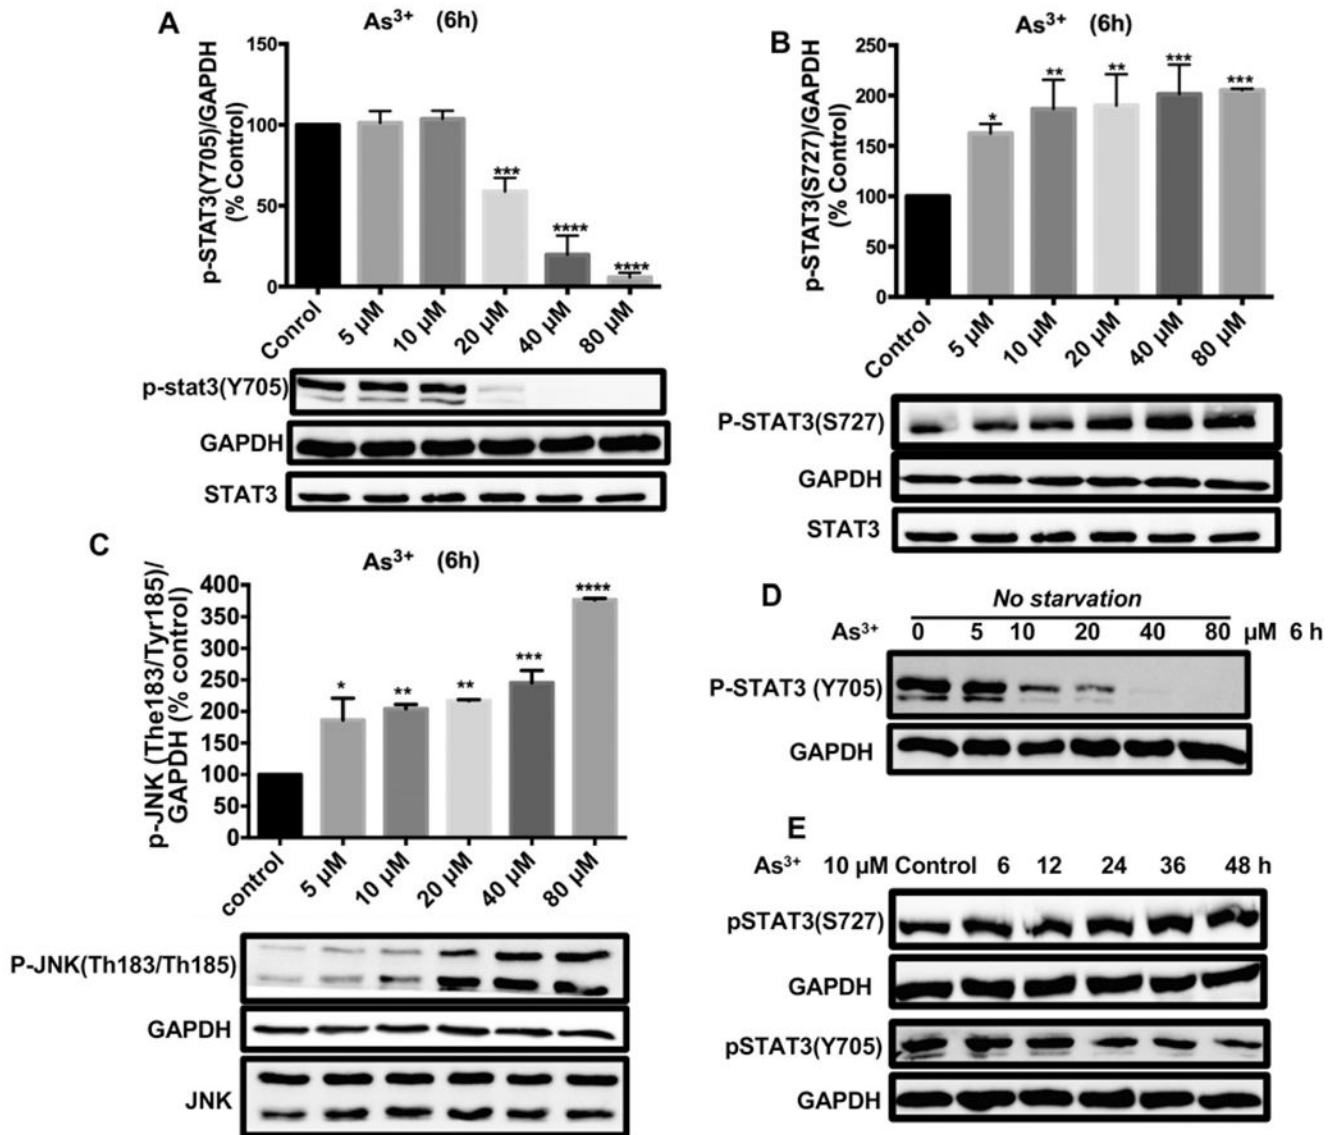 A
As³⁺ (6h)
p-STAT3(Y705)/GAPDH
(% Control)
150
100
50
0
***
****
****
Conrol
5 µM
10 µM
20 µM
40 µM
80 µM
p-stat3(Y705)
GAPDH
STAT3
B
As³⁺ (6h)
p-STAT3(S727)/GAPDH
(% Control)
250
200
150
100
50
0
*
**
**
***
***
Control
5 µM
10 µM
20 µM
40 µM
80 µM
P-STAT3(S727)
GAPDH
STAT3
C
As³⁺ (6h)
p-JNK (The183/Tyr185)/
GAPDH (% control)
400
350
300
250
200
150
100
50
0
*
**
**
***
****
control
5 µM
10 µM
20 µM
40 µM
80 µM
P-JNK(Th183/Th185)
GAPDH
JNK
D
No starvation
As³⁺ 0 5 10 20 40 80 µM 6 h
P-STAT3 (Y705)
GAPDH
E
As³⁺ 10 µM Control 6 12 24 36 48 h
pSTAT3(S727)
GAPDH
pSTAT3(Y705)
GAPDH